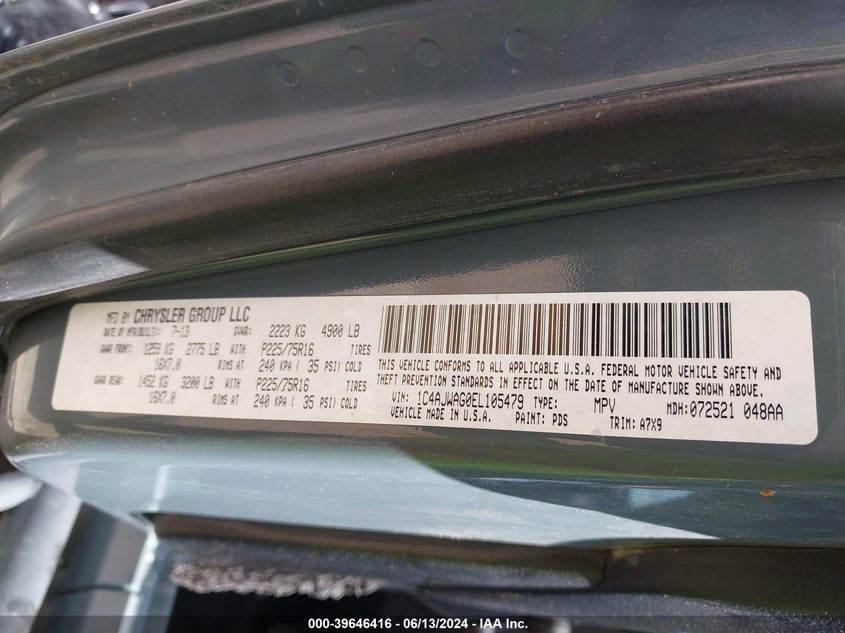 MFD BY CHRYSLER GROUP LLC
DATE OF MFR(BUILT): 7-13 GVWR: 2223 KG 4900 LB
GAWR FRONT: 1259 KG 2775 LB WITH P225/75R16 TIRES
16X7.0 RIMS AT 240 KPA ( 35 PSI) COLD
GAWR REAR: 1452 KG 3200 LB WITH P225/75R16 TIRES
16X7.0 RIMS AT 240 KPA ( 35 PSI) COLD
THIS VEHICLE CONFORMS TO ALL APPLICABLE U.S.A. FEDERAL MOTOR VEHICLE SAFETY AND
THEFT PREVENTION STANDARDS IN EFFECT ON THE DATE OF MANUFACTURE SHOWN ABOVE.
VIN: 1C4AJWAG0EL105479 TYPE: MPV MDH:072521 048AA
VEHICLE MADE IN U.S.A. PAINT: PDS TRIM: A7X9
000-39646416 - 06/13/2024 - IAA Inc.